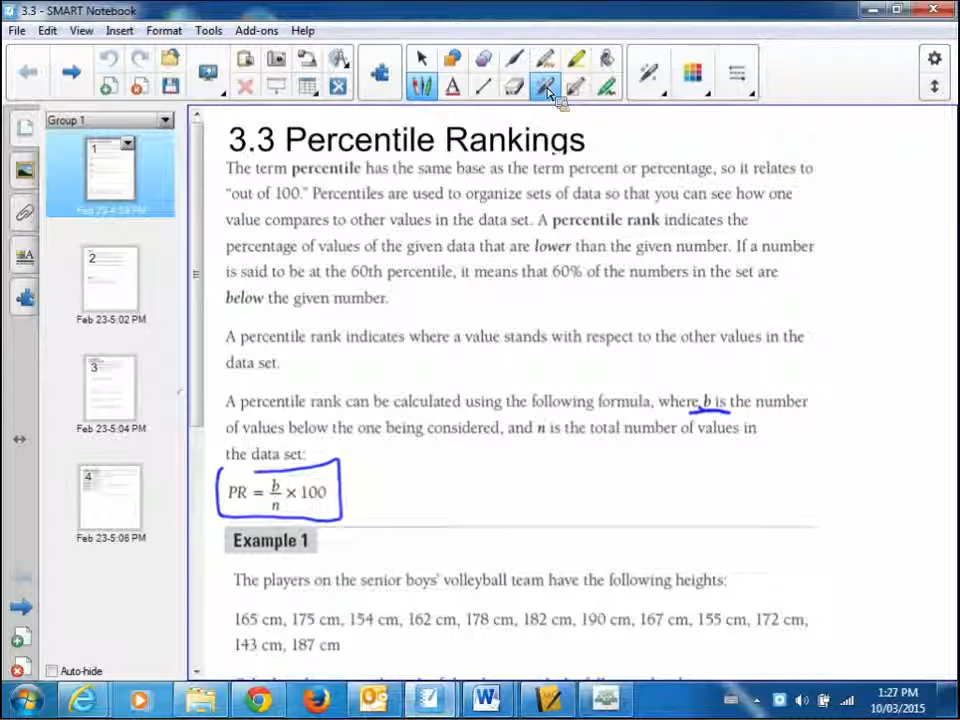 3.3 - SMART Notebook
File Edit View Insert Format Tools Add-ons Help
Group 1
1
Feb 23-4:59 PM
2
Feb 23-5:02 PM
3
Feb 23-5:04 PM
4
Feb 23-5:06 PM
Auto-hide
3.3 Percentile Rankings
The term percentile has the same base as the term percent or percentage, so it relates to
“out of 100.” Percentiles are used to organize sets of data so that you can see how one
value compares to other values in the data set. A percentile rank indicates the
percentage of values of the given data that are lower than the given number. If a number
is said to be at the 60th percentile, it means that 60% of the numbers in the set are
below the given number.
A percentile rank indicates where a value stands with respect to the other values in the
data set.
A percentile rank can be calculated using the following formula, where b is the number
of values below the one being considered, and n is the total number of values in
the data set:
PR = b/n × 100
Example 1
The players on the senior boys’ volleyball team have the following heights:
165 cm, 175 cm, 154 cm, 162 cm, 178 cm, 182 cm, 190 cm, 167 cm, 155 cm, 172 cm,
143 cm, 187 cm
1:27 PM
10/03/2015